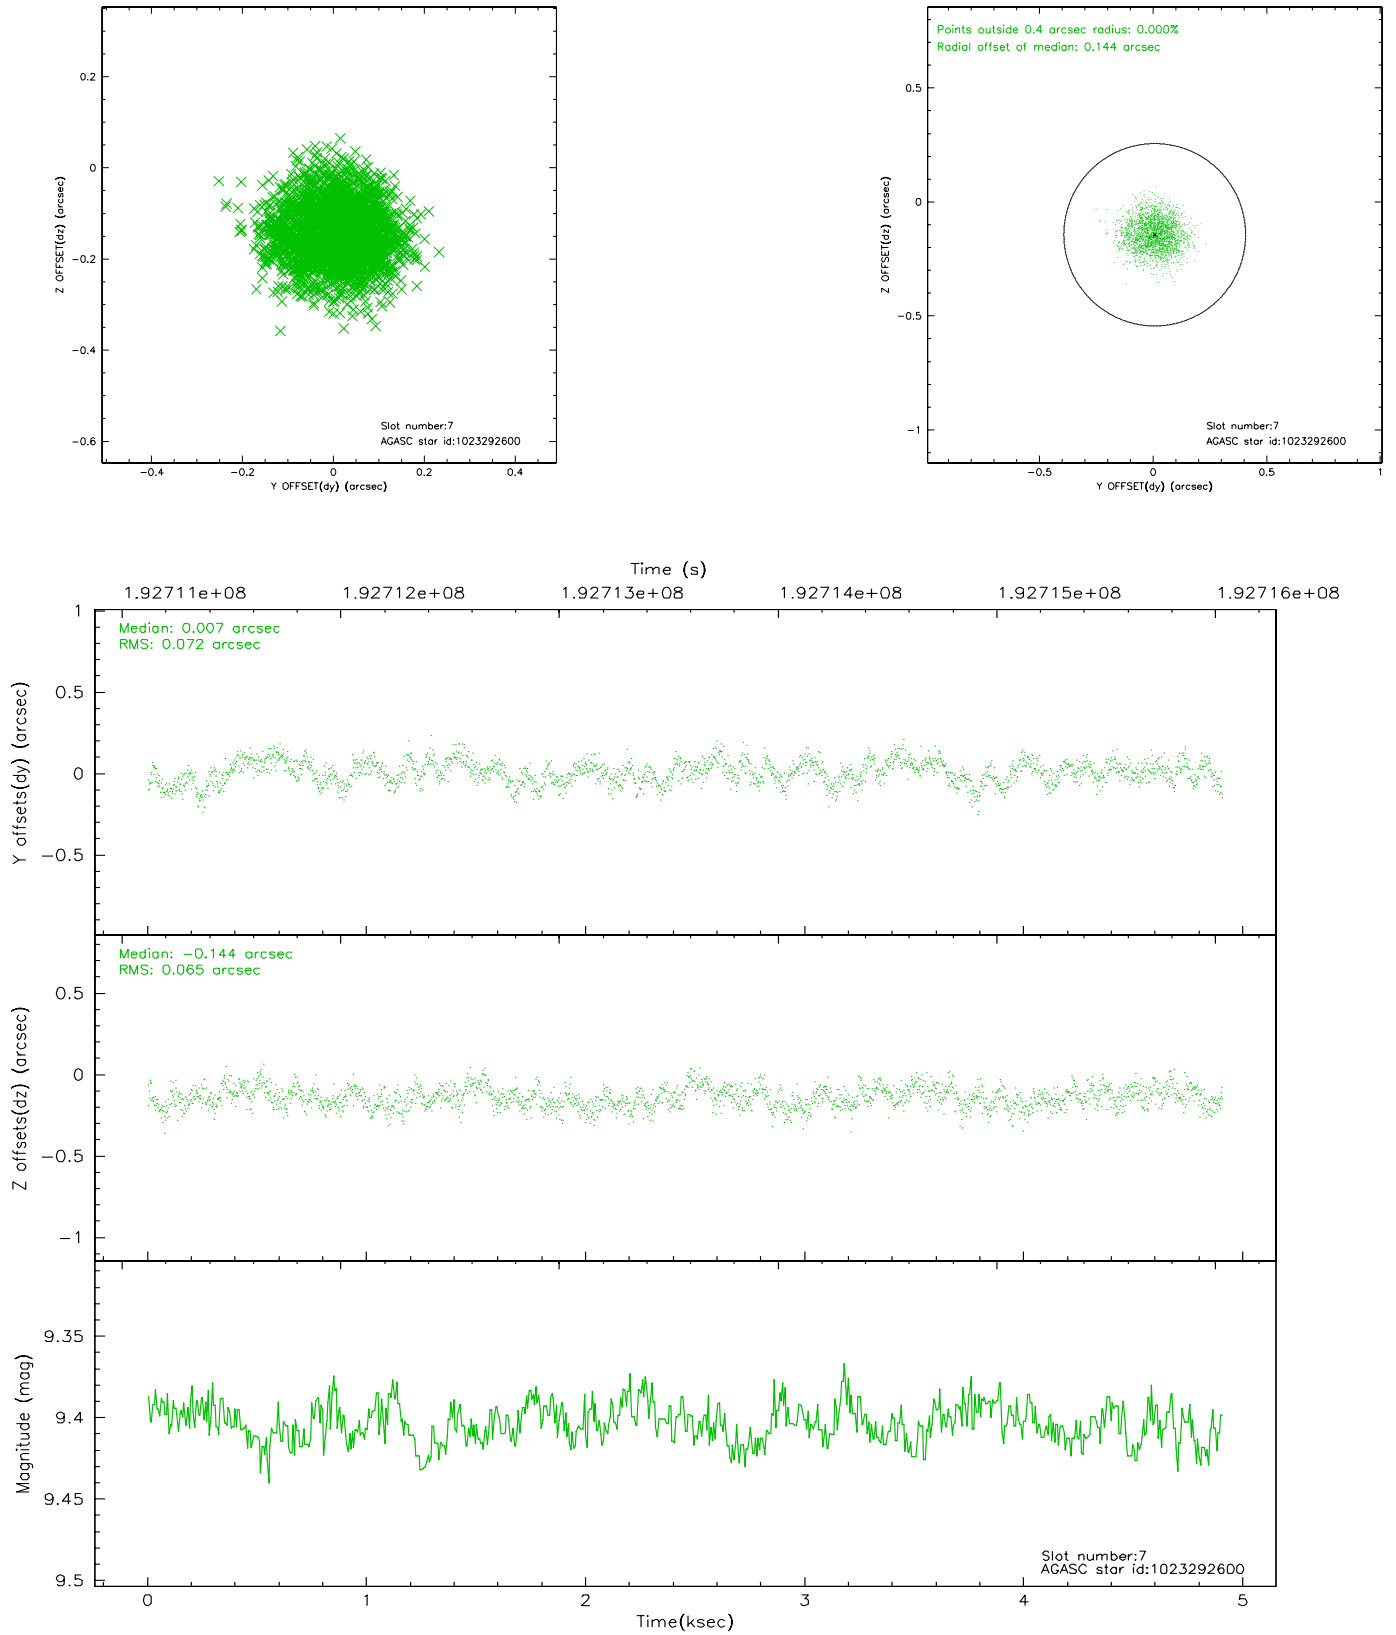 0.2
0
−0.2
−0.4
−0.6
Z OFFSET(dz) (arcsec)
−0.4 −0.2 0 0.2 0.4
Y OFFSET(dy) (arcsec)
Slot number:7
AGASC star id:1023292600
Points outside 0.4 arcsec radius: 0.000%
Radial offset of median: 0.144 arcsec
0.5
0
−0.5
−1
Z OFFSET(dz) (arcsec)
−0.5 0 0.5 1
Y OFFSET(dy) (arcsec)
Slot number:7
AGASC star id:1023292600
Time (s)
1.92711e+08 1.92712e+08 1.92713e+08 1.92714e+08 1.92715e+08 1.92716e+08
Median: 0.007 arcsec
RMS: 0.072 arcsec
1
0.5
0
−0.5
Y offsets(dy) (arcsec)
Median: −0.144 arcsec
RMS: 0.065 arcsec
0.5
0
−0.5
−1
Z offsets(dz) (arcsec)
9.35
9.4
9.45
9.5
Magnitude (mag)
Slot number:7
AGASC star id:1023292600
0 1 2 3 4 5
Time(ksec)